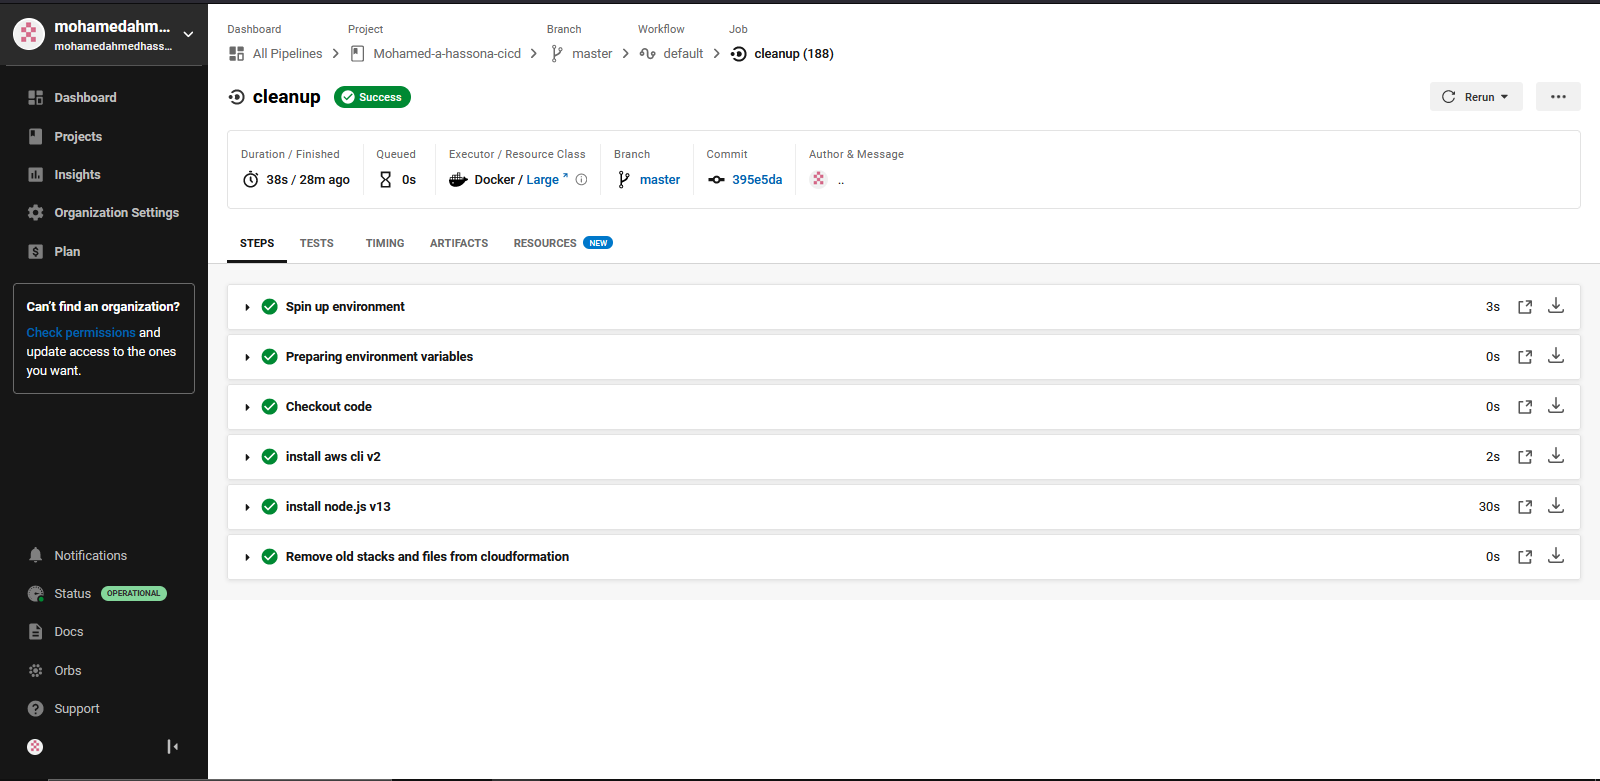 mohamedahm...
mohamedahmedhass...
Dashboard
Projects
Insights
Organization Settings
Plan
Can't find an organization?
Check permissions and
update access to the ones
you want.
Notifications
Status OPERATIONAL
Docs
Orbs
Support
Dashboard Project Branch Workflow Job
All Pipelines Mohamed-a-hassona-cicd master default cleanup (188)
cleanup Success Rerun
Duration / Finished Queued Executor / Resource Class Branch Commit Author & Message
38s / 28m ago 0s Docker / Large master 395e5da ..
STEPS TESTS TIMING ARTIFACTS RESOURCES NEW
Spin up environment 3s
Preparing environment variables 0s
Checkout code 0s
install aws cli v2 2s
install node.js v13 30s
Remove old stacks and files from cloudformation 0s